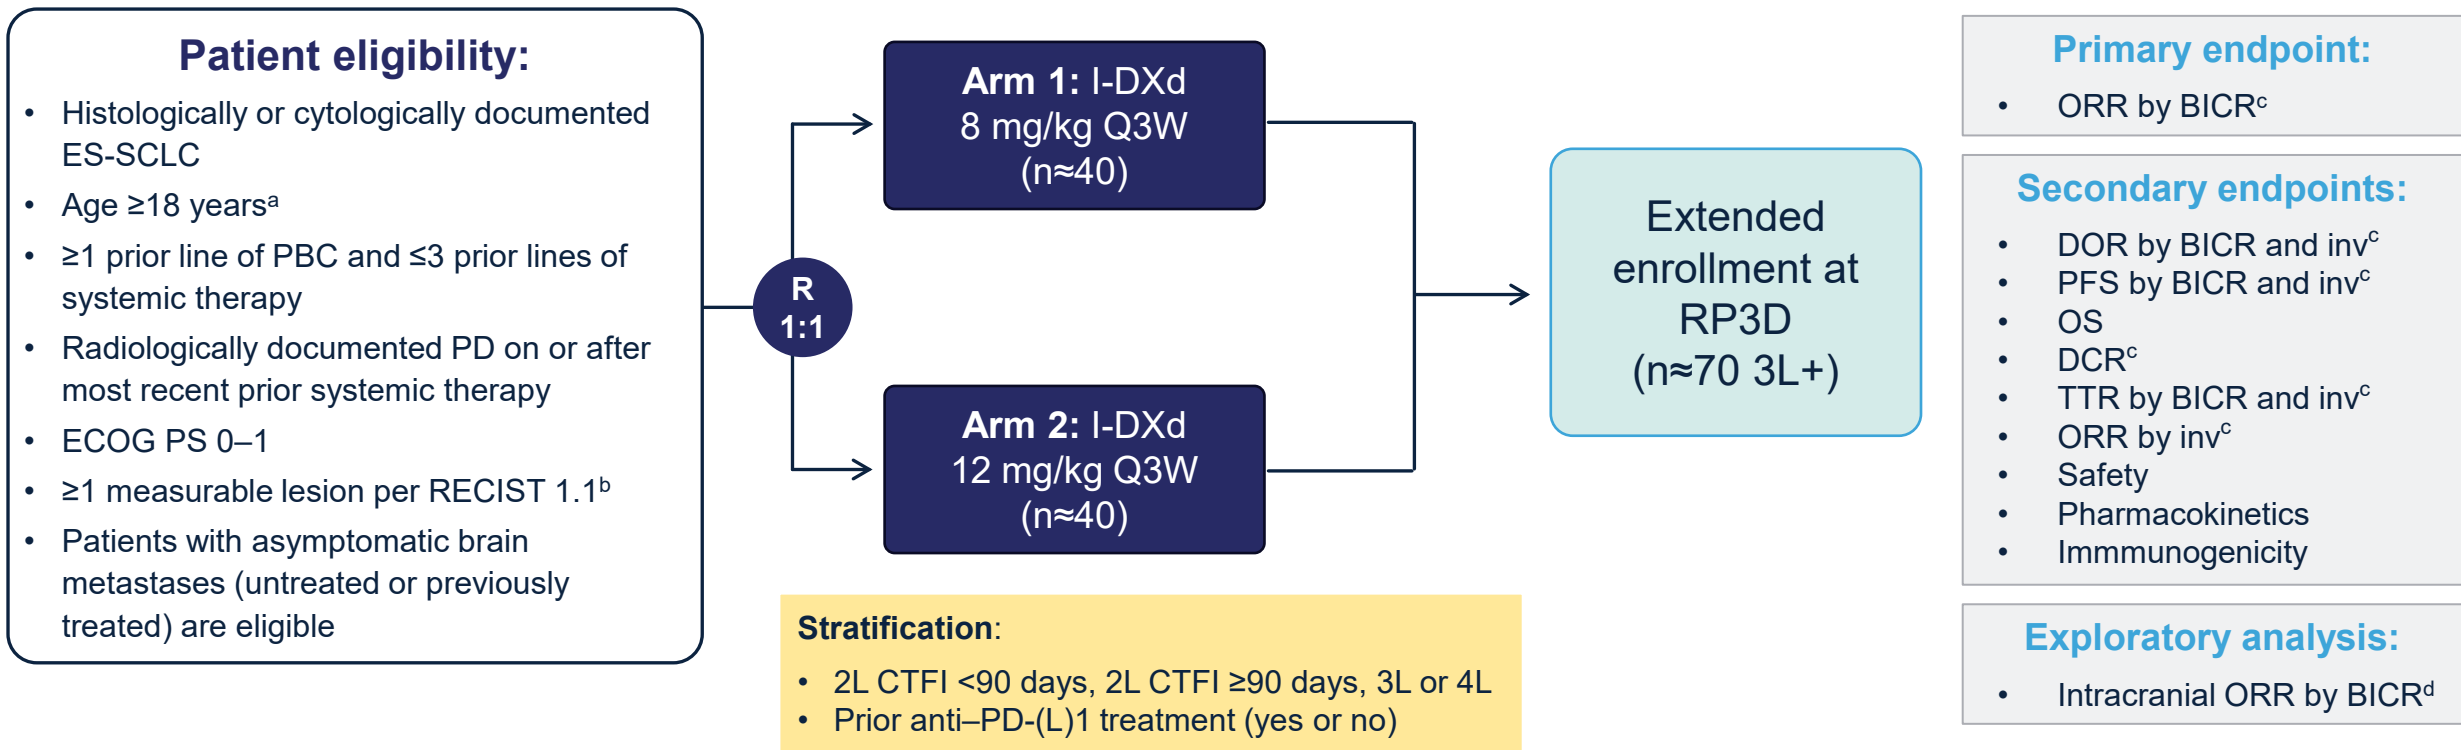 Patient eligibility:
• Histologically or cytologically documented
ES-SCLC
• Age ≥18 yearsᵃ
• ≥1 prior line of PBC and ≤3 prior lines of
systemic therapy
• Radiologically documented PD on or after
most recent prior systemic therapy
• ECOG PS 0–1
• ≥1 measurable lesion per RECIST 1.1ᵇ
• Patients with asymptomatic brain
metastases (untreated or previously
treated) are eligible
R
1:1
Arm 1: I-DXd
8 mg/kg Q3W
(n≈40)
Arm 2: I-DXd
12 mg/kg Q3W
(n≈40)
Stratification:
• 2L CTFI <90 days, 2L CTFI ≥90 days, 3L or 4L
• Prior anti–PD-(L)1 treatment (yes or no)
Extended
enrollment at
RP3D
(n≈70 3L+)
Primary endpoint:
• ORR by BICRᶜ
Secondary endpoints:
• DOR by BICR and invᶜ
• PFS by BICR and invᶜ
• OS
• DCRᶜ
• TTR by BICR and invᶜ
• ORR by invᶜ
• Safety
• Pharmacokinetics
• Immmunogenicity
Exploratory analysis:
• Intracranial ORR by BICRᵈ